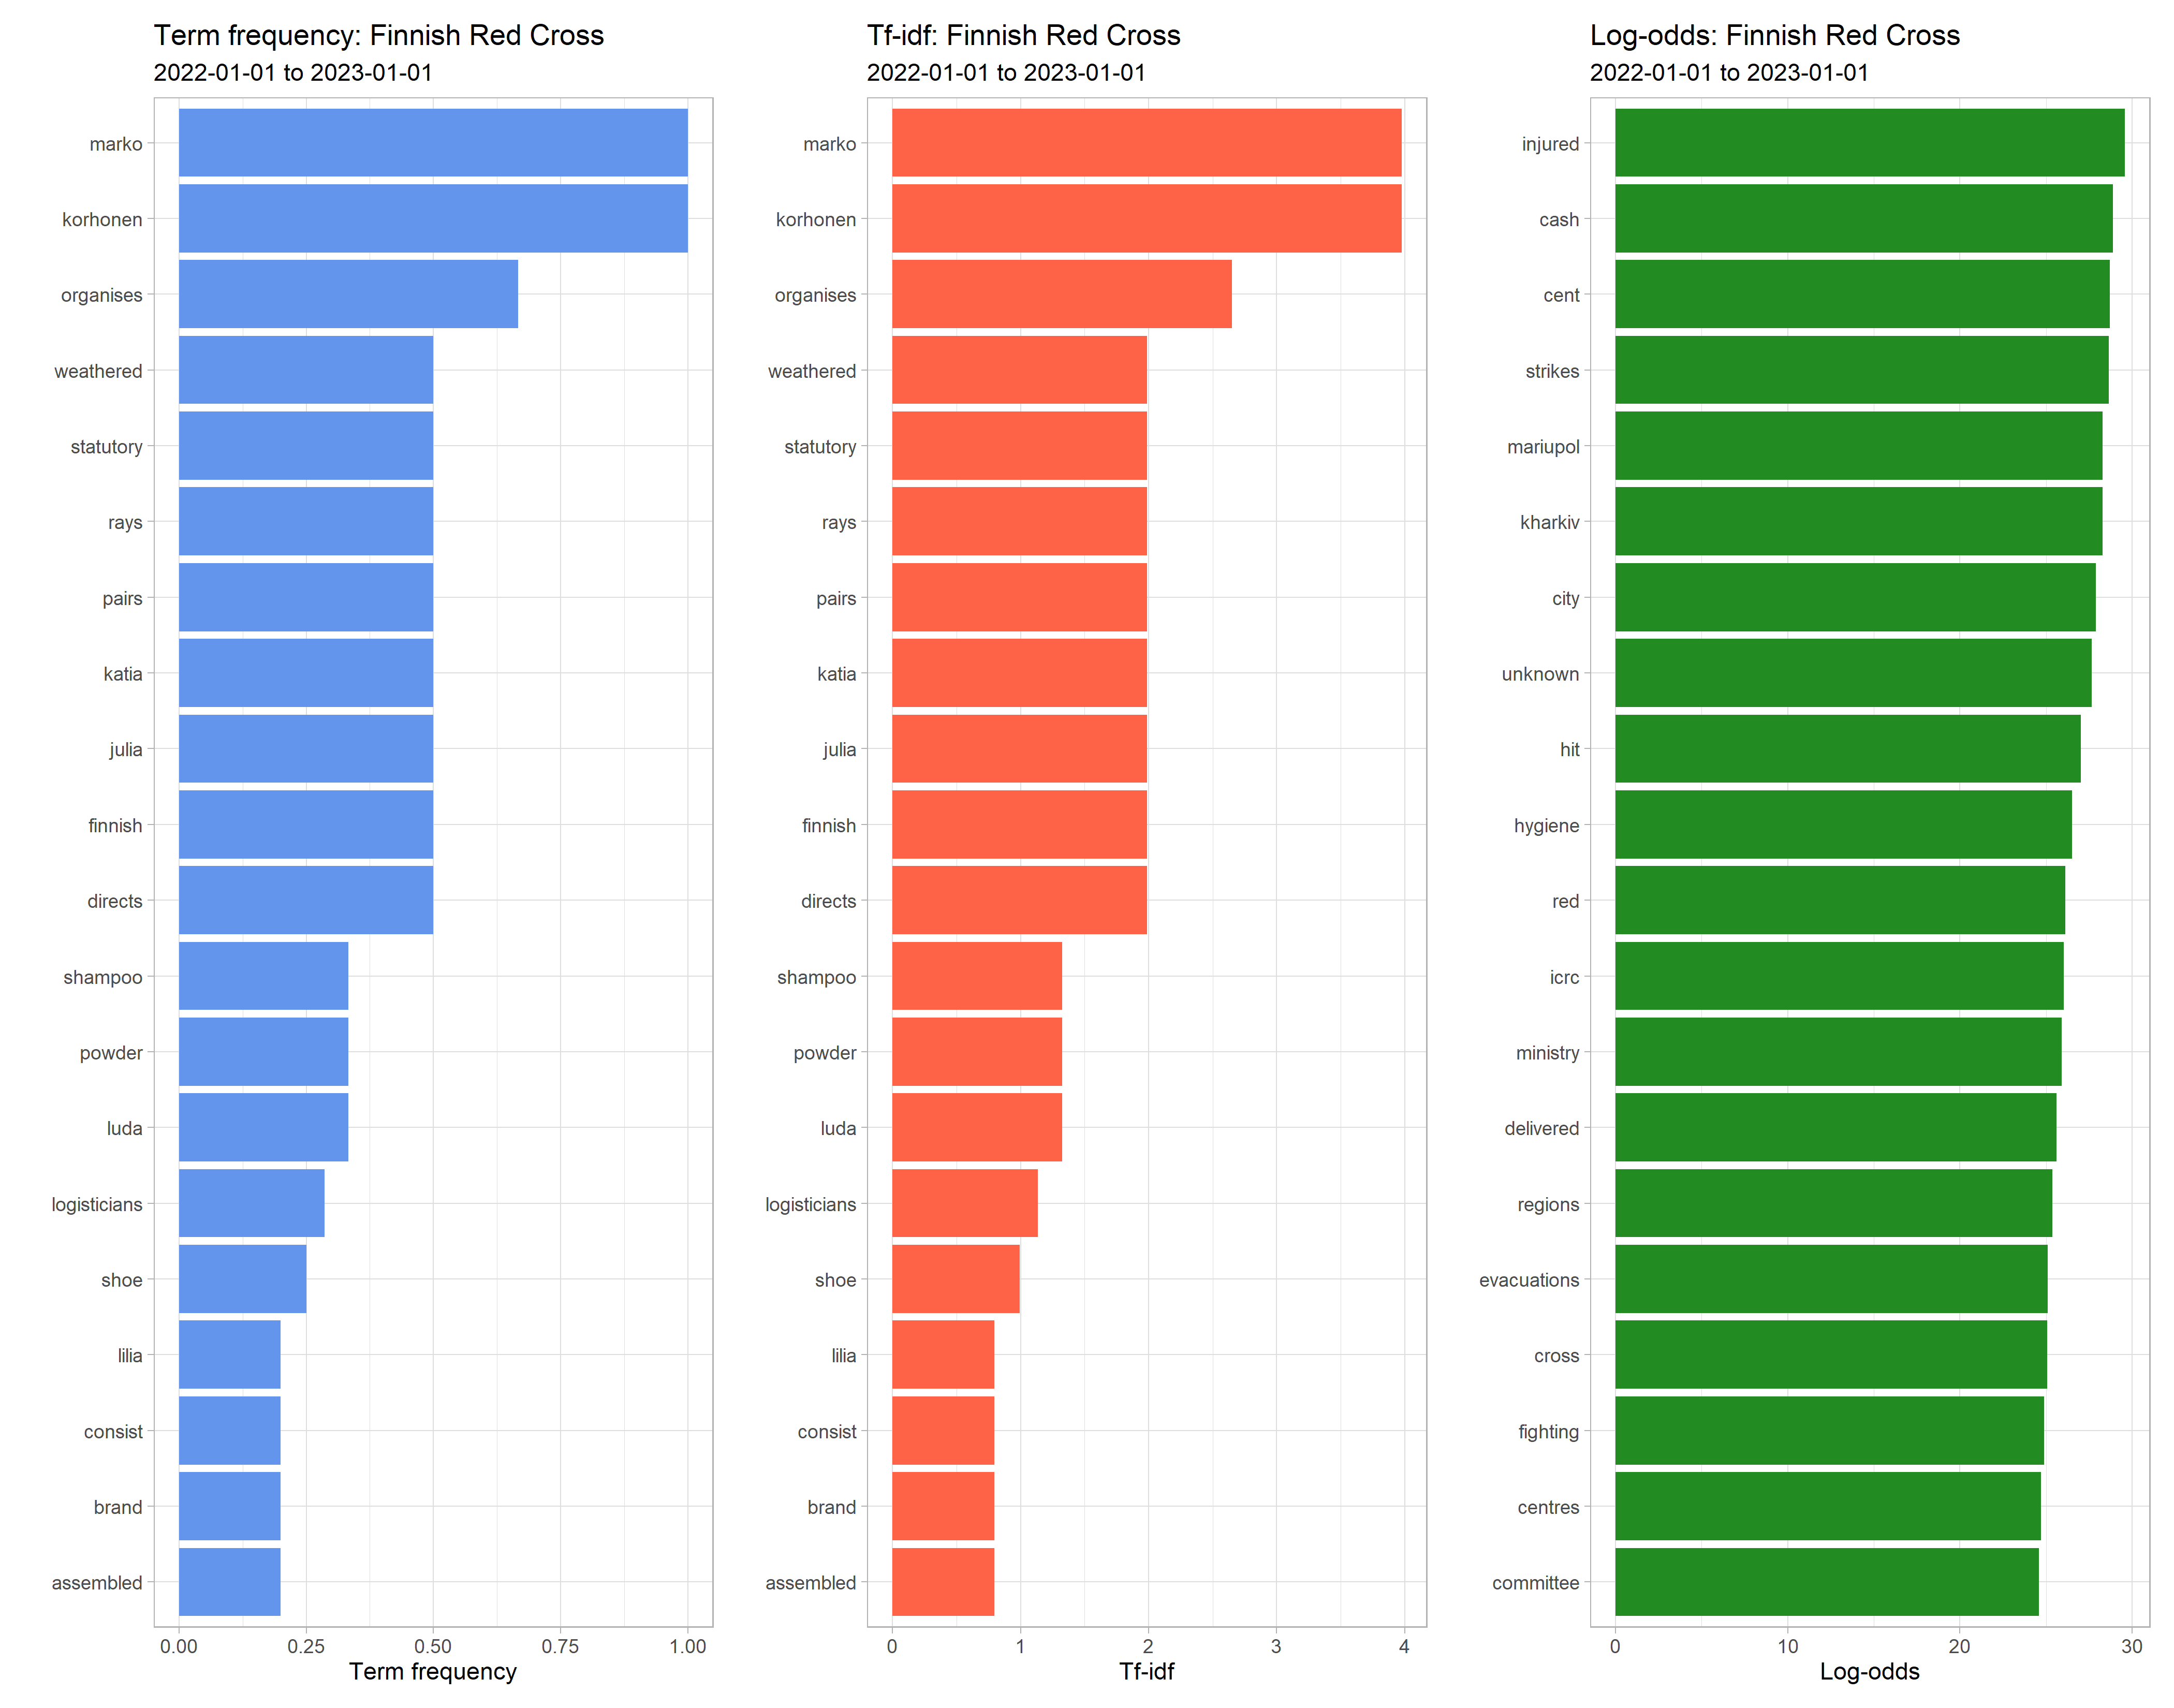 Term frequency: Finnish Red Cross
2022-01-01 to 2023-01-01
marko
korhonen
organises
weathered
statutory
rays
pairs
katia
julia
finnish
directs
shampoo
powder
luda
logisticians
shoe
lilia
consist
brand
assembled
0.00 0.25 0.50 0.75 1.00
Term frequency
Tf-idf: Finnish Red Cross
2022-01-01 to 2023-01-01
marko
korhonen
organises
weathered
statutory
rays
pairs
katia
julia
finnish
directs
shampoo
powder
luda
logisticians
shoe
lilia
consist
brand
assembled
0 1 2 3 4
Tf-idf
Log-odds: Finnish Red Cross
2022-01-01 to 2023-01-01
injured
cash
cent
strikes
mariupol
kharkiv
city
unknown
hit
hygiene
red
icrc
ministry
delivered
regions
evacuations
cross
fighting
centres
committee
0 10 20 30
Log-odds